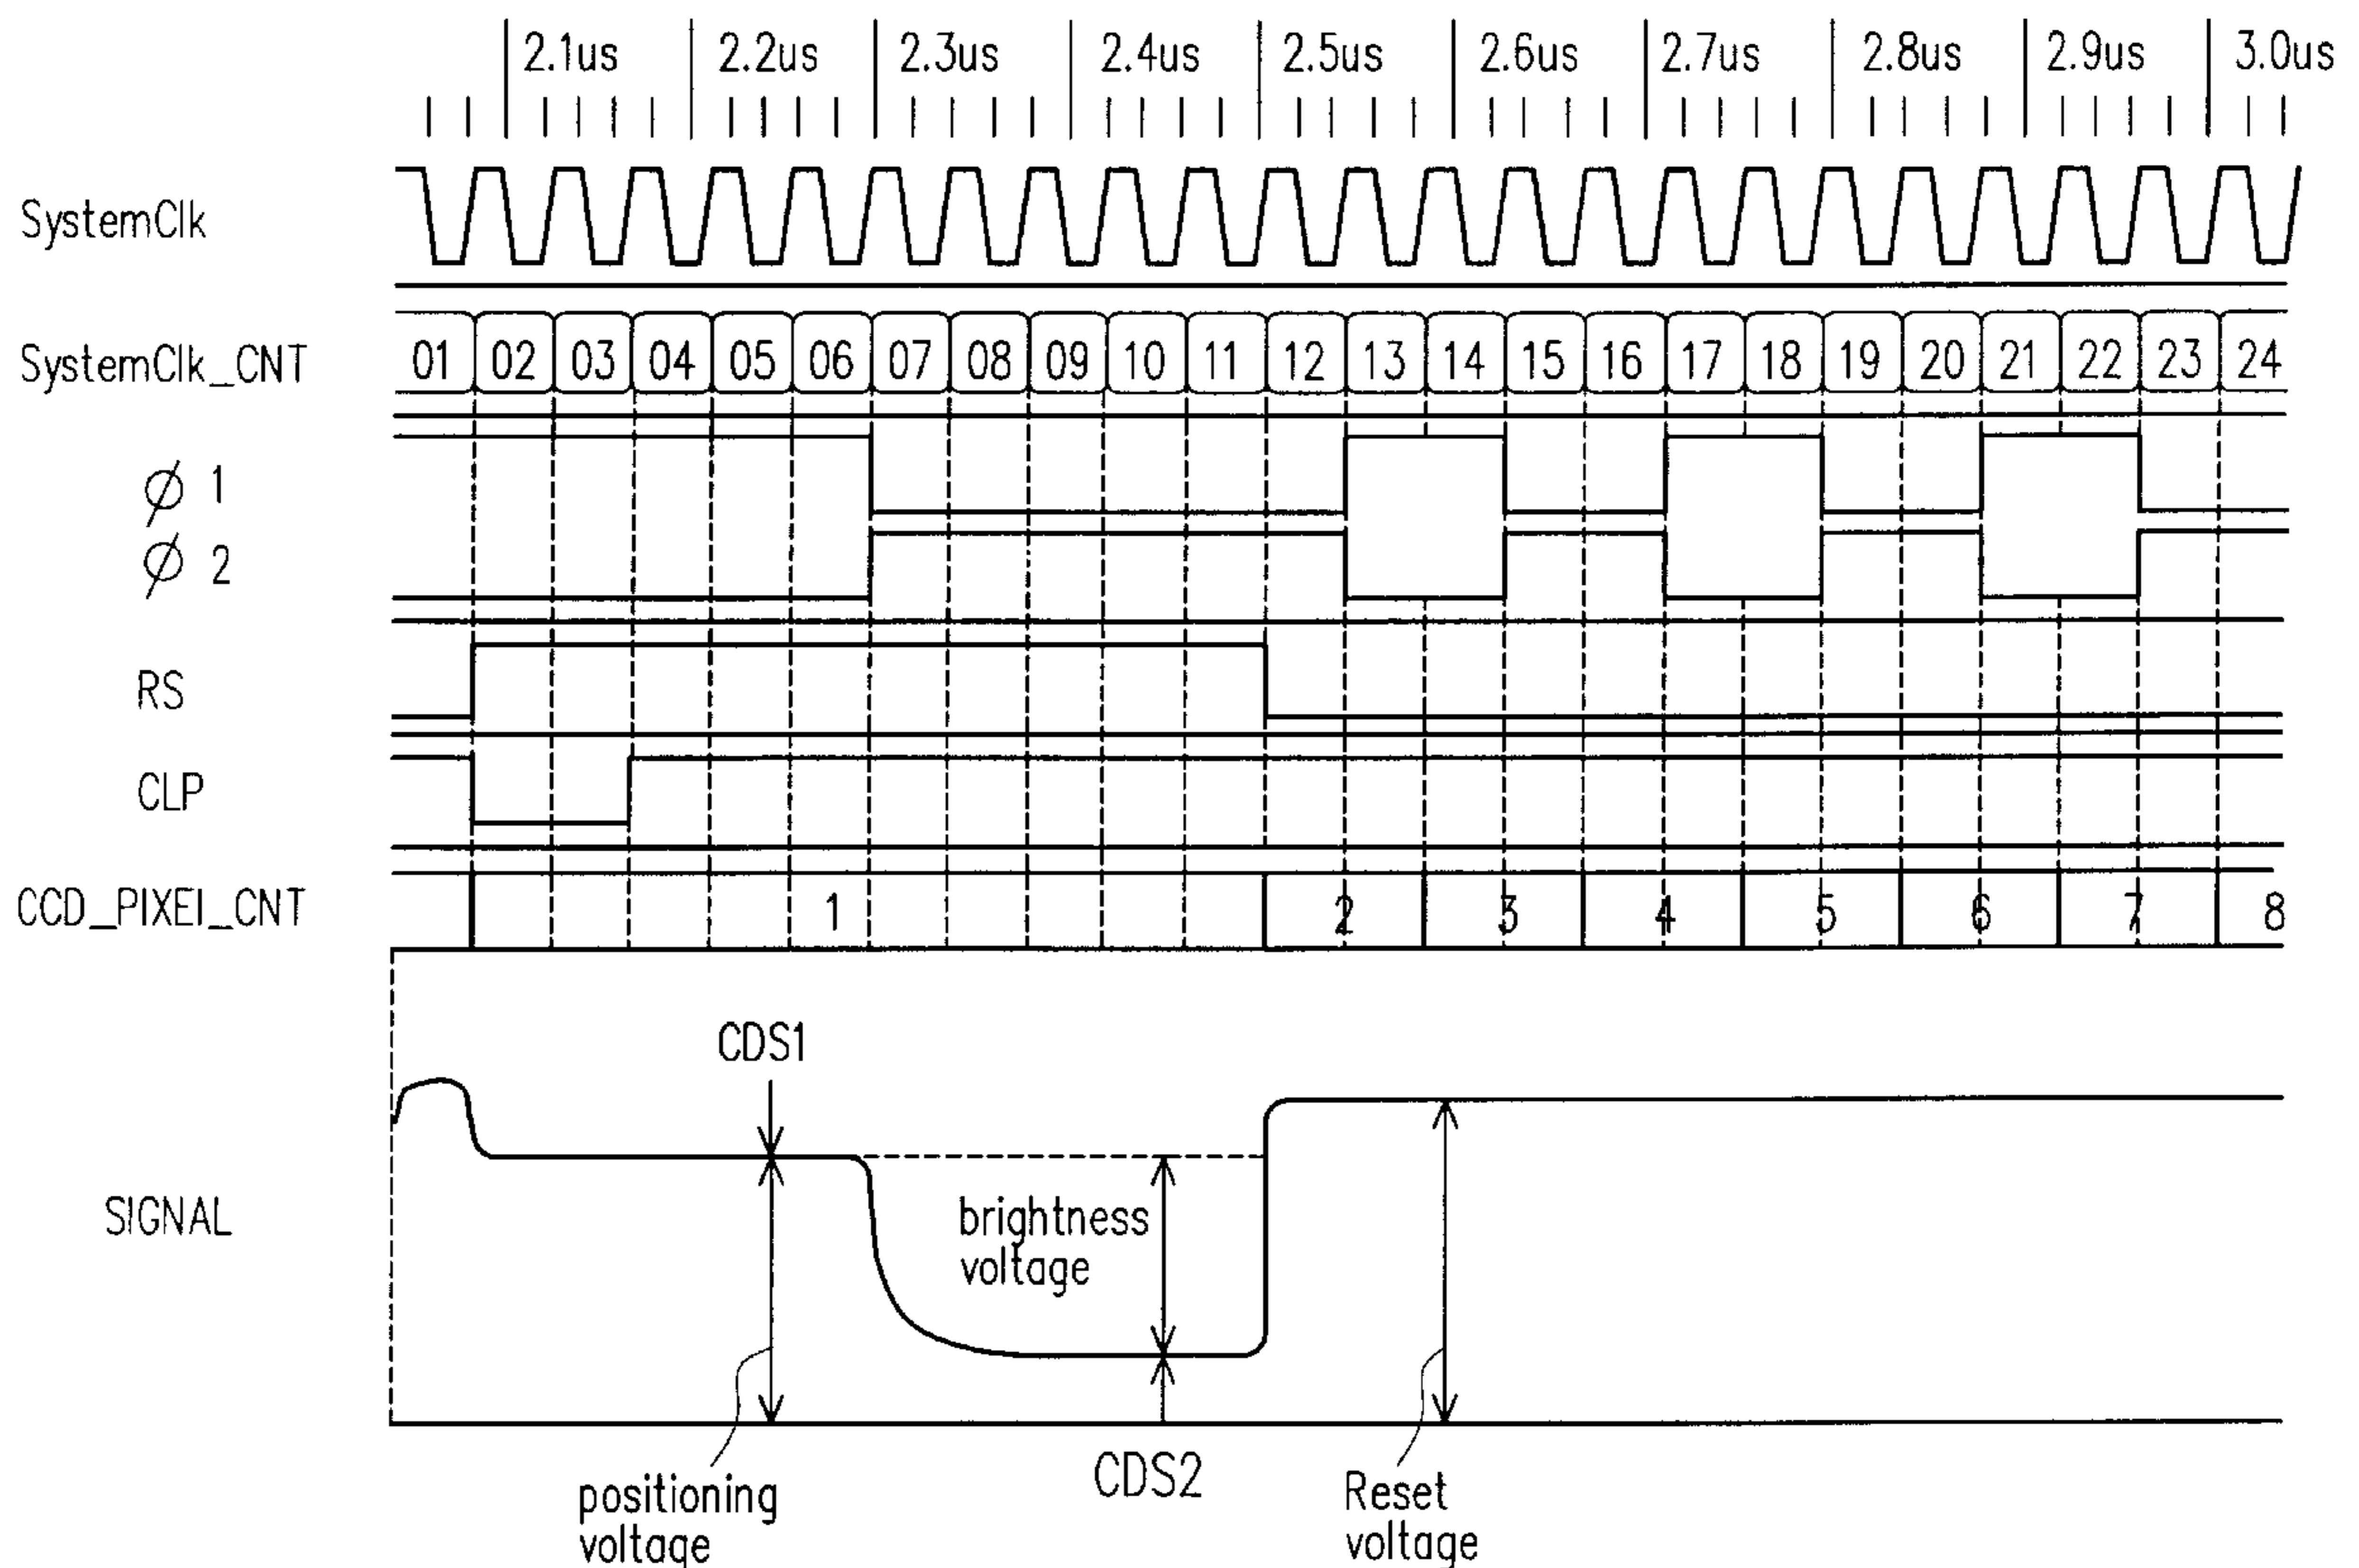 2.1us 2.2us 2.3us 2.4us 2.5us 2.6us 2.7us 2.8us 2.9us 3.0us
SystemClk
SystemClk_CNT 01 02 03 04 05 06 07 08 09 10 11 12 13 14 15 16 17 18 19 20 21 22 23 24
∅ 1
∅ 2
RS
CLP
CCD_PIXEl_CNT 1 2 3 4 5 6 7 8
CDS1
SIGNAL
brightness
voltage
CDS2
positioning
voltage
Reset
voltage